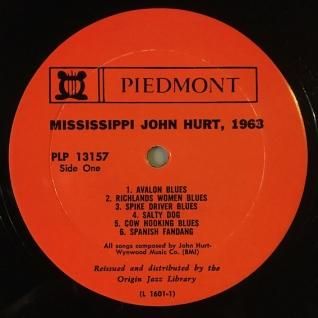 PIEDMONT
MISSISSIPPI JOHN HURT, 1963
PLP 13157
Side One
1. AVALON BLUES
2. RICHLANDS WOMEN BLUES
3. SPIKE DRIVER BLUES
4. SALTY DOG
5. COW HOOKING BLUES
6. SPANISH FANDANG
All songs composed by John Hurt-
Wynwood Music Co. (BMI)
Reissued and distributed by the
Origin Jazz Library
(L 1601-1)